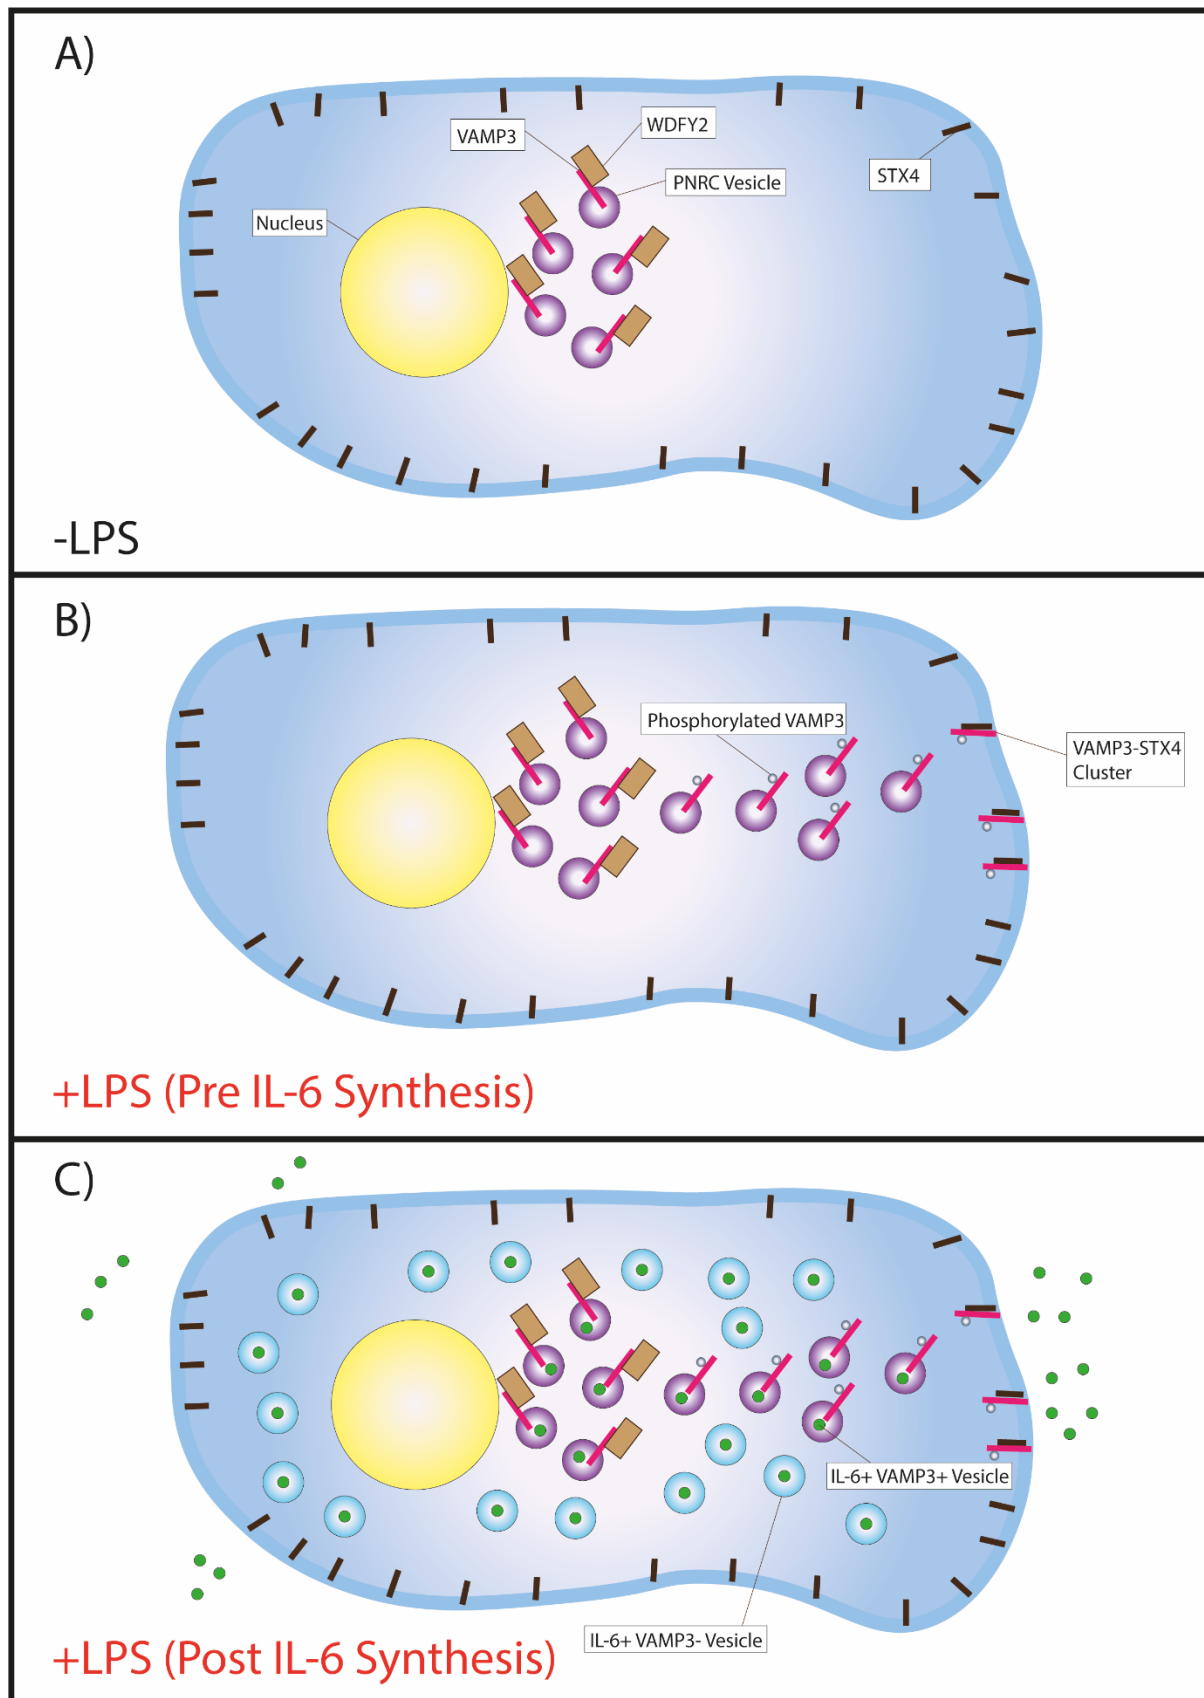 A)
VAMP3
WDFY2
PNRC Vesicle
STX4
Nucleus
-LPS
B)
Phosphorylated VAMP3
VAMP3-STX4
Cluster
+LPS (Pre IL-6 Synthesis)
C)
IL-6+ VAMP3+ Vesicle
IL-6+ VAMP3- Vesicle
+LPS (Post IL-6 Synthesis)